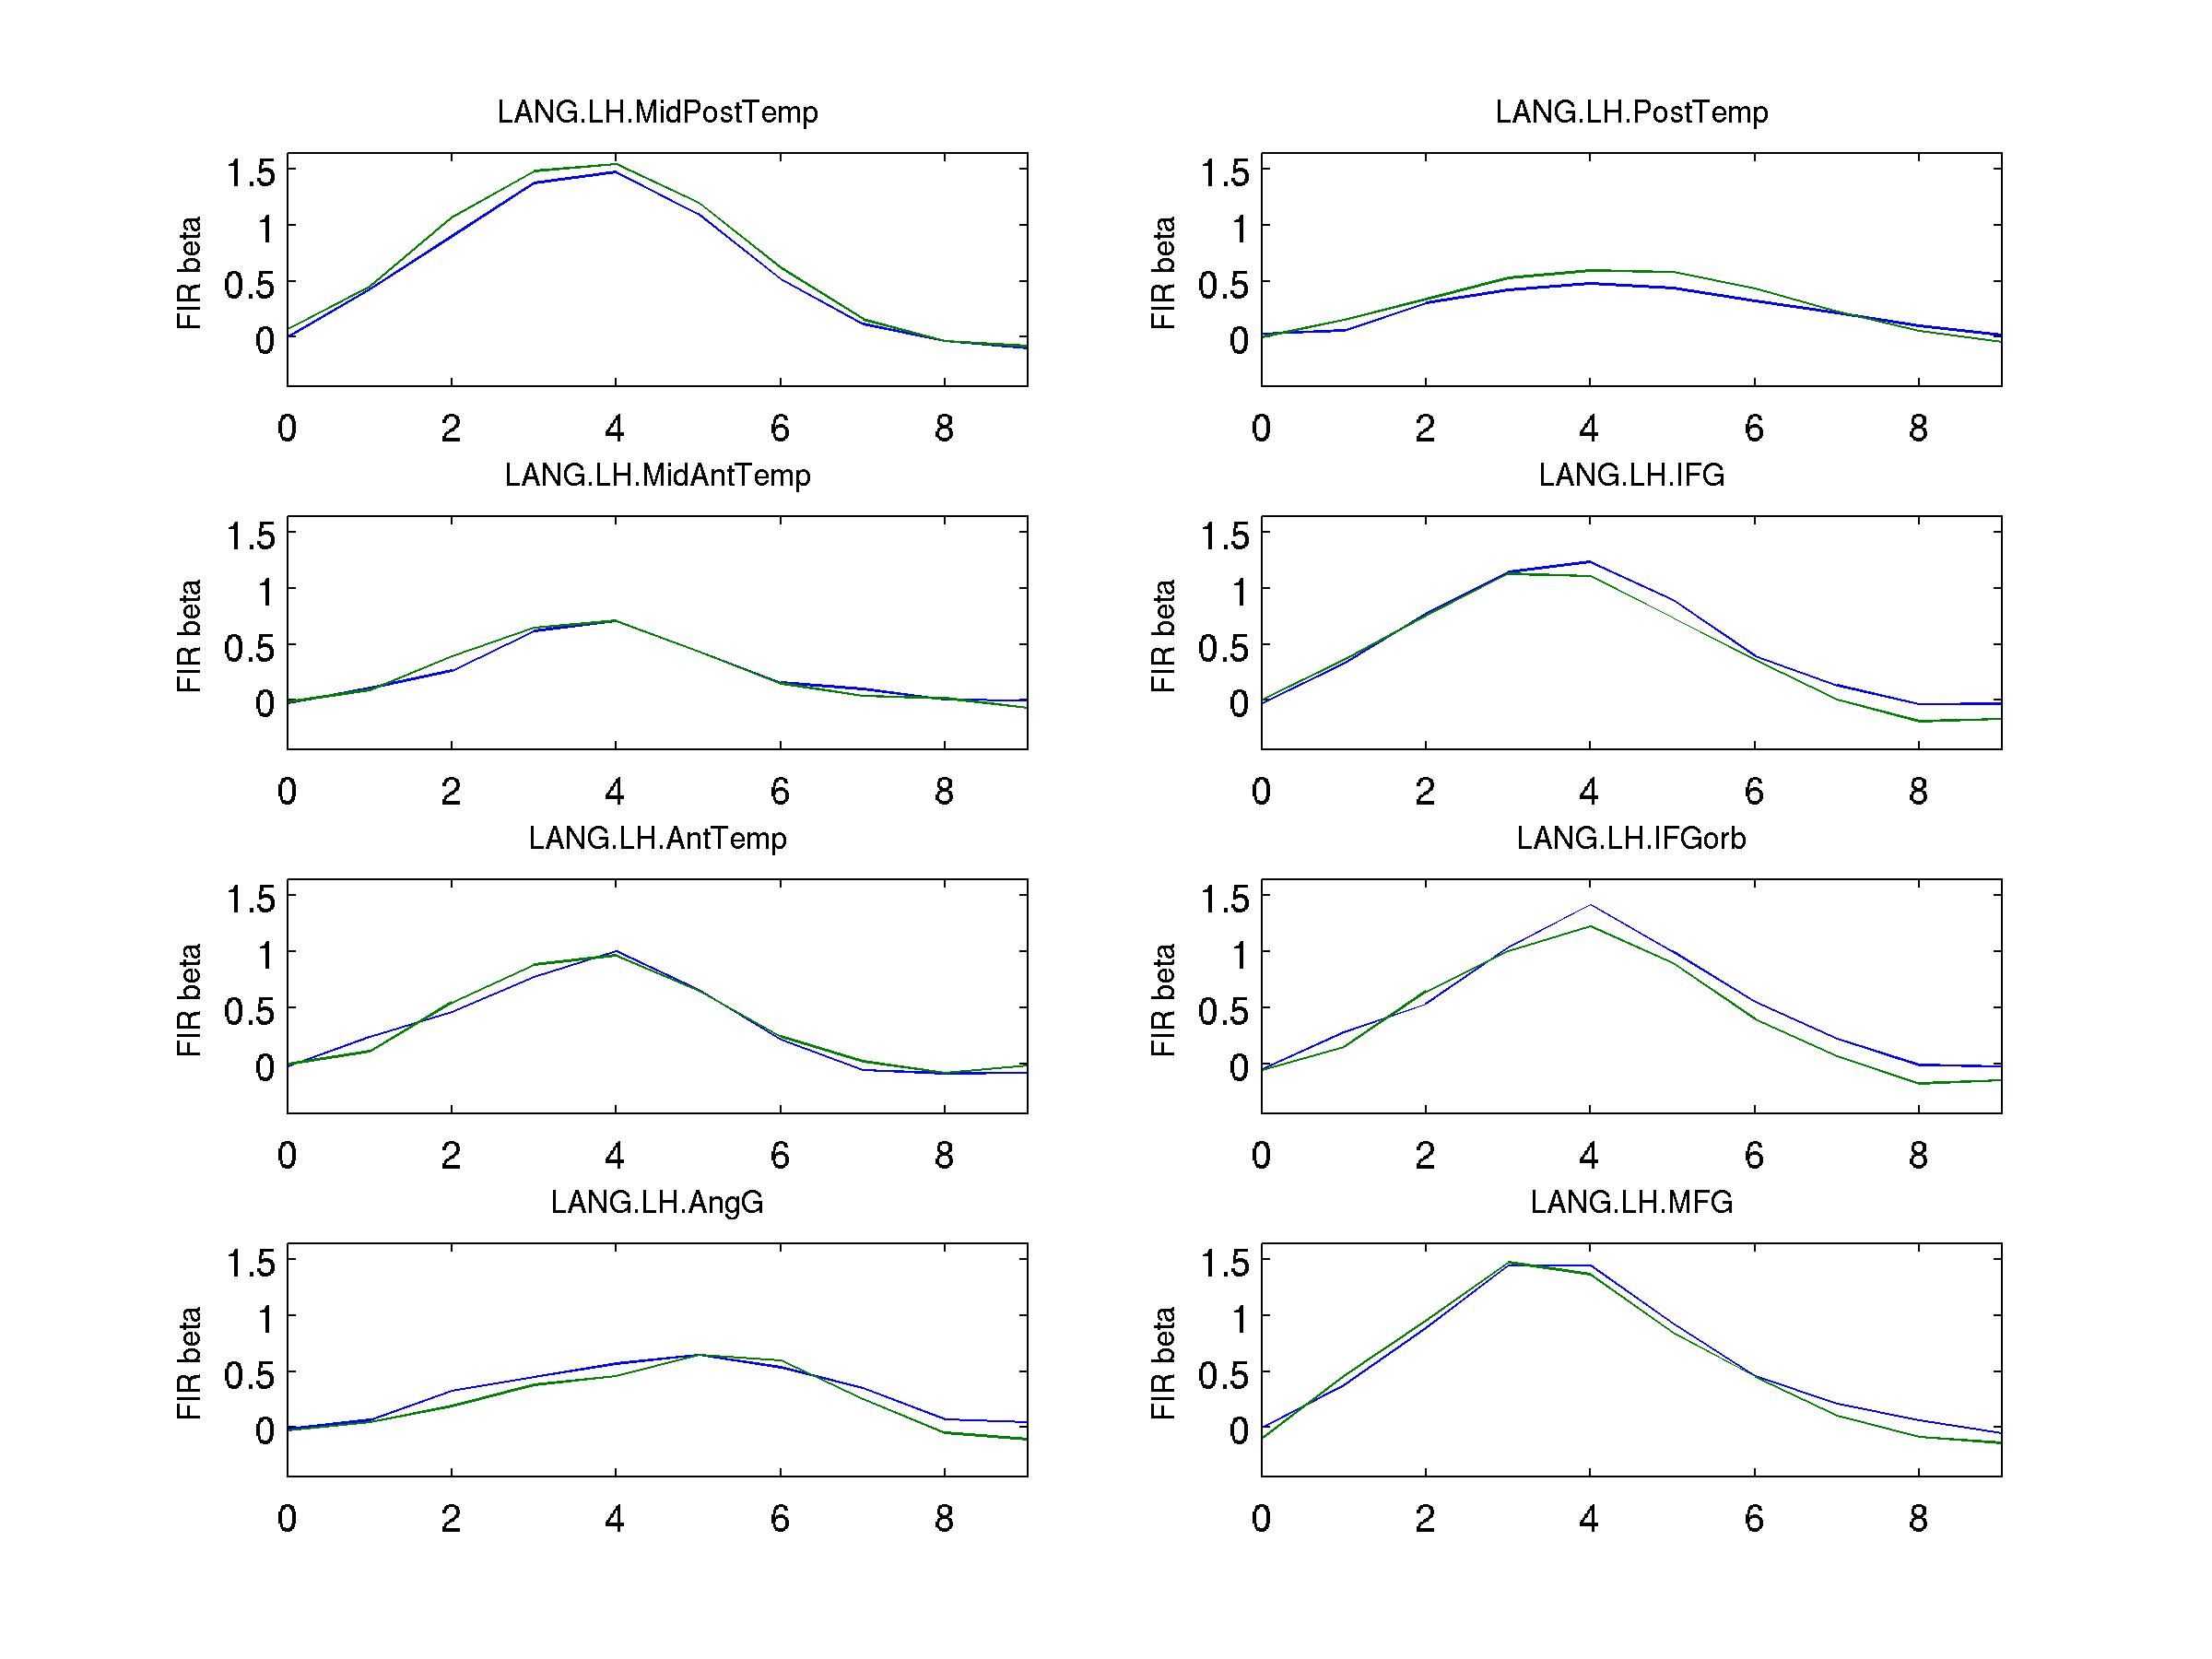 LANG.LH.MidPostTemp
FIR beta
1.5
1
0.5
0
0 2 4 6 8
LANG.LH.PostTemp
FIR beta
1.5
1
0.5
0
0 2 4 6 8
LANG.LH.MidAntTemp
FIR beta
1.5
1
0.5
0
0 2 4 6 8
LANG.LH.IFG
FIR beta
1.5
1
0.5
0
0 2 4 6 8
LANG.LH.AntTemp
FIR beta
1.5
1
0.5
0
0 2 4 6 8
LANG.LH.IFGorb
FIR beta
1.5
1
0.5
0
0 2 4 6 8
LANG.LH.AngG
FIR beta
1.5
1
0.5
0
0 2 4 6 8
LANG.LH.MFG
FIR beta
1.5
1
0.5
0
0 2 4 6 8